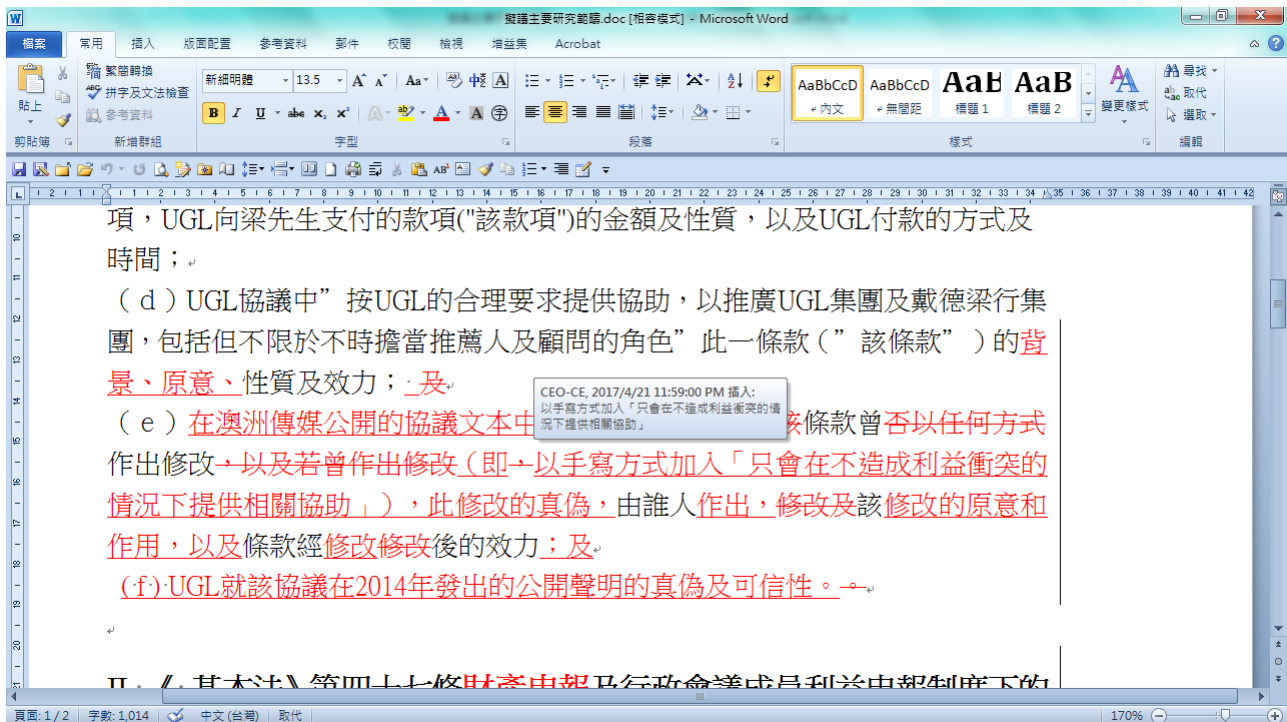 擬議主要研究範疇.doc [相容模式] - Microsoft Word
檔案 常用 插入 版面配置 參考資料 郵件 校閱 檢視 增益集 Acrobat
貼上 繁簡轉換 拼字及文法檢查 參考資料 新細明體 13.5 AaBbCcD AaBbCcD AaB AaB 變更樣式 尋找 取代 選取
內文 無間距 標題 1 標題 2
剪貼簿 新增群組 字型 段落 樣式 編輯
項，UGL向梁先生支付的款項("該款項")的金額及性質，以及UGL付款的方式及
時間；
（d）UGL協議中”按UGL的合理要求提供協助，以推廣UGL集團及戴德梁行集
團，包括但不限於不時擔當推薦人及顧問的角色”此一條款（”該條款”）的背
景、原意、性質及效力；及
CEO-CE, 2017/4/21 11:59:00 PM 插入:
以手寫方式加入「只會在不造成利益衝突的情
況下提供相關協助」
（e）在澳洲傳媒公開的協議文本中 條款曾否以任何方式
作出修改，以及若曾作出修改（即，以手寫方式加入「只會在不造成利益衝突的
情況下提供相關協助」），此修改的真偽，由誰人作出，修改及該修改的原意和
作用，以及條款經修改修改後的效力；及
(f) UGL就該協議在2014年發出的公開聲明的真偽及可信性。。
II．《．基本法》第四十七條財產申報及行政會議成員利益申報制度下的
頁面: 1 / 2 字數: 1,014 中文 (台灣) 取代 170%